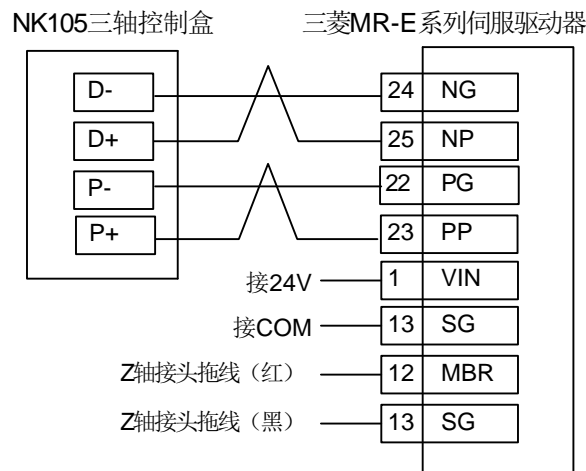 NK105三轴控制盒 三菱MR-E系列伺服驱动器
D- 24 NG
D+ 25 NP
P- 22 PG
P+ 23 PP
接24V 1 VIN
接COM 13 SG
Z轴接头拖线（红） 12 MBR
Z轴接头拖线（黑） 13 SG